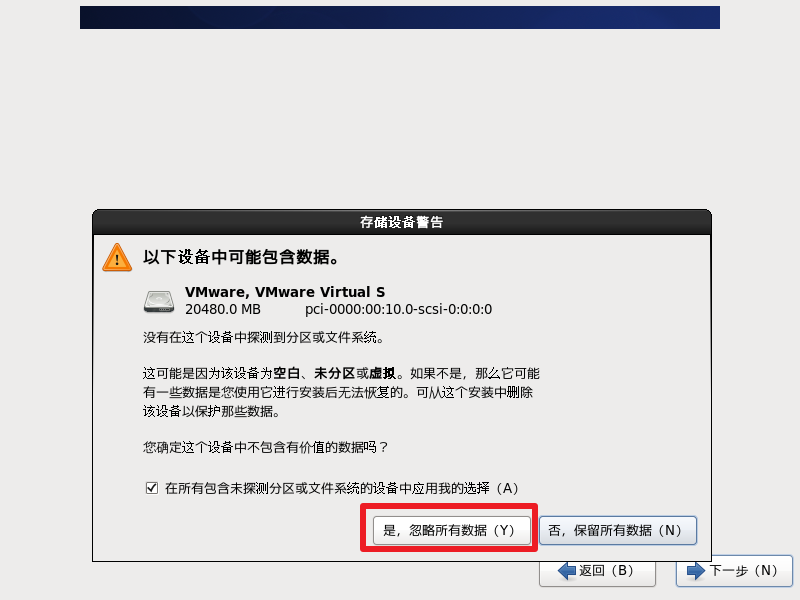 存储设备警告
以下设备中可能包含数据。
VMware, VMware Virtual S
20480.0 MB pci-0000:00:10.0-scsi-0:0:0:0
没有在这个设备中探测到分区或文件系统。
这可能是因为该设备为空白、未分区或虚拟。如果不是，那么它可能
有一些数据是您使用它进行安装后无法恢复的。可从这个安装中删除
该设备以保护那些数据。
您确定这个设备中不包含有价值的数据吗？
在所有包含未探测分区或文件系统的设备中应用我的选择（A）
是，忽略所有数据（Y） 否，保留所有数据（N）
返回（B） 下一步（N）